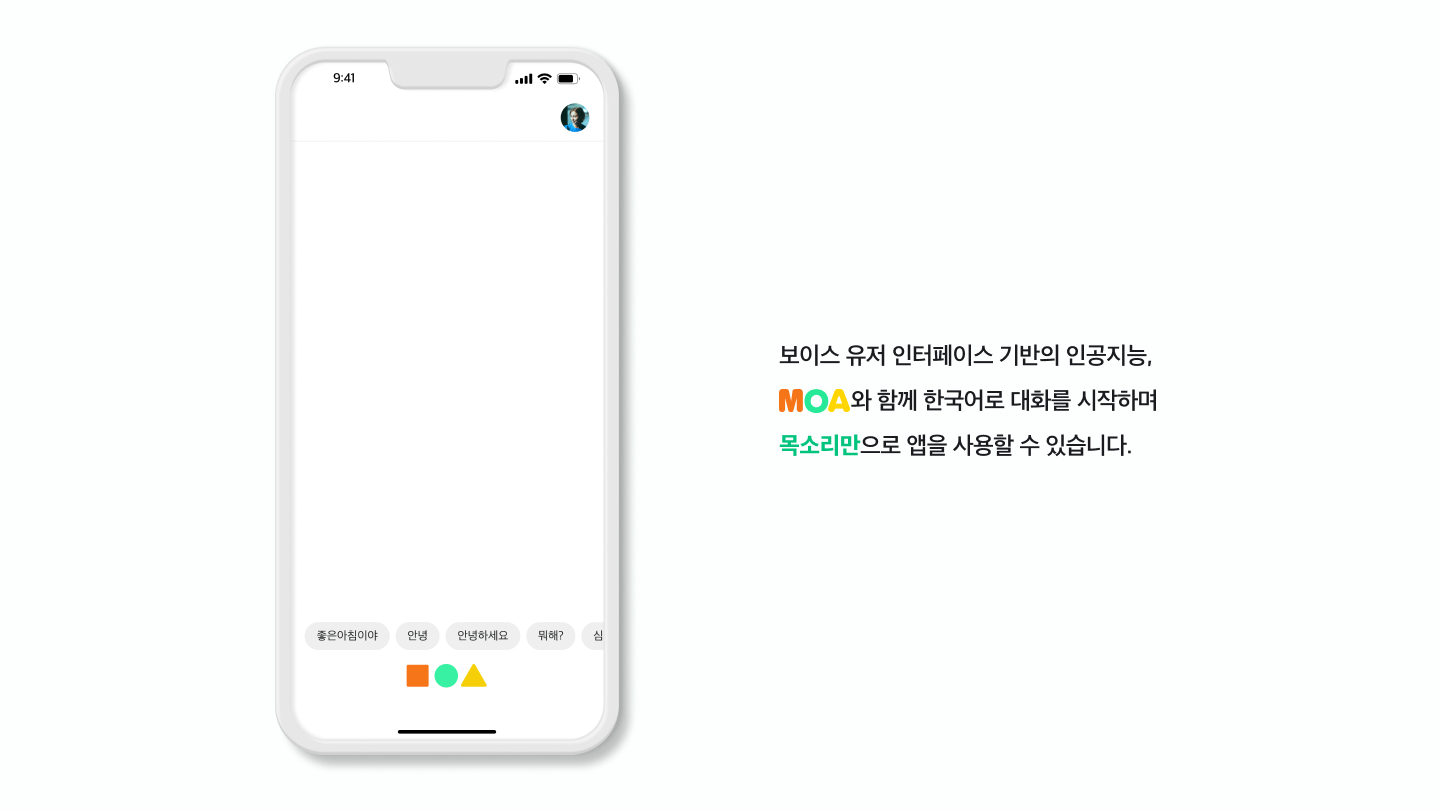 9:41
좋은아침이야 안녕 안녕하세요 뭐해? 심
보이스 유저 인터페이스 기반의 인공지능,
MOA와 함께 한국어로 대화를 시작하며
목소리만으로 앱을 사용할 수 있습니다.